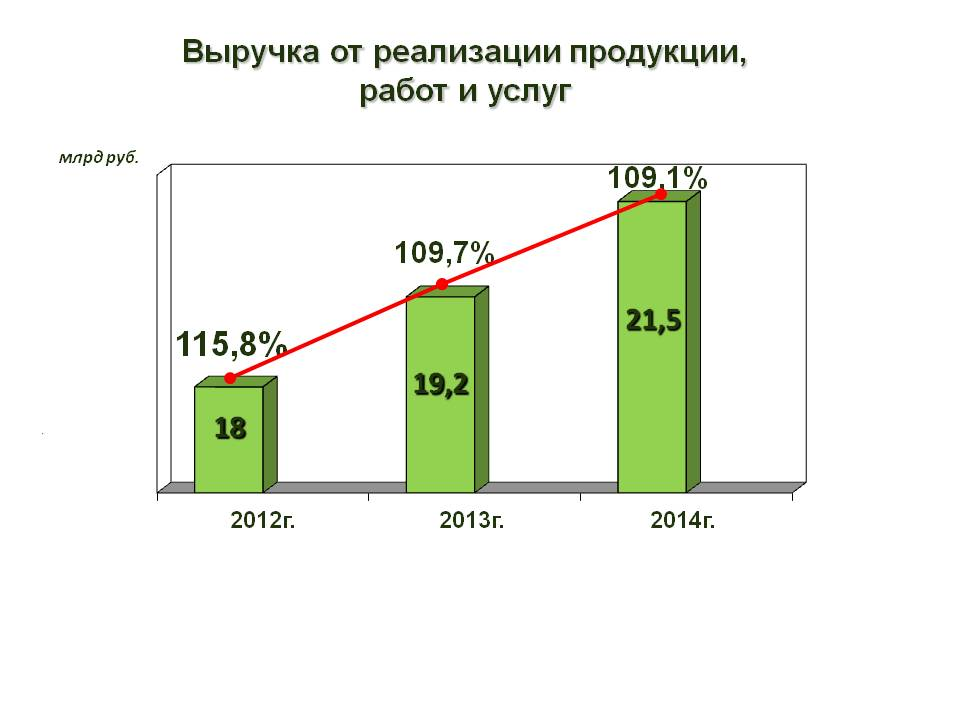 Выручка от реализации продукции,
работ и услуг
млрд руб.
109,1%
109,7%
21,5
115,8%
19,2
18
2012г. 2013г. 2014г.